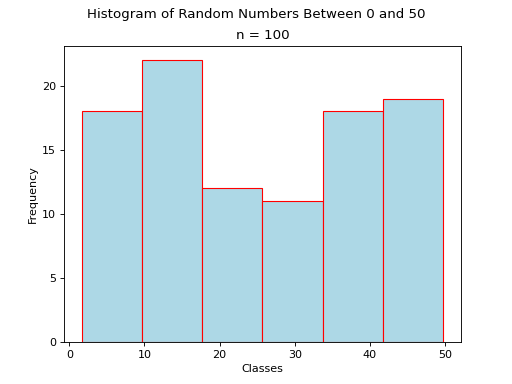 Histogram of Random Numbers Between 0 and 50
n = 100
20
15
10
5
0
Frequency
0 10 20 30 40 50
Classes